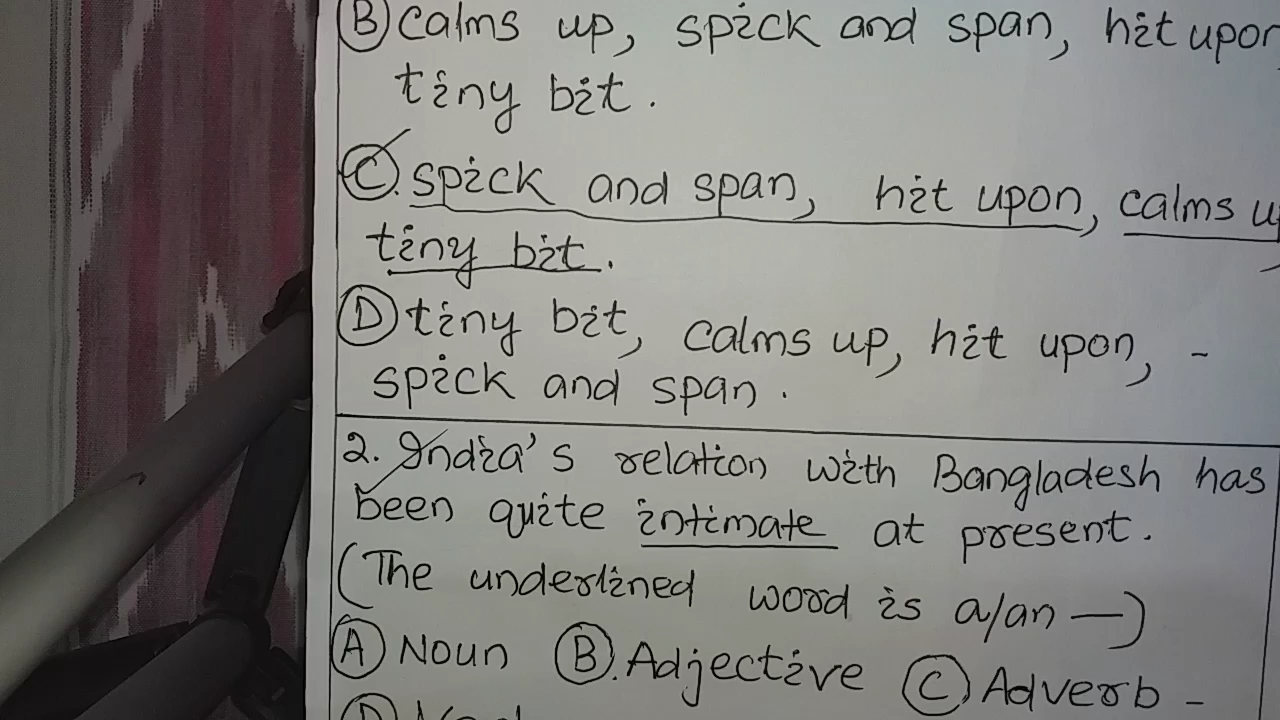 B calms up, spick and span, hit upon
tiny bit.
C. spick and span, hit upon, calms u
tiny bit.
D tiny bit, calms up, hit upon, -
spick and span.
2. India's relation with Bangladesh has
been quite intimate at present.
(The underlined word is a/an —)
A Noun B. Adjective C Adverb -
D